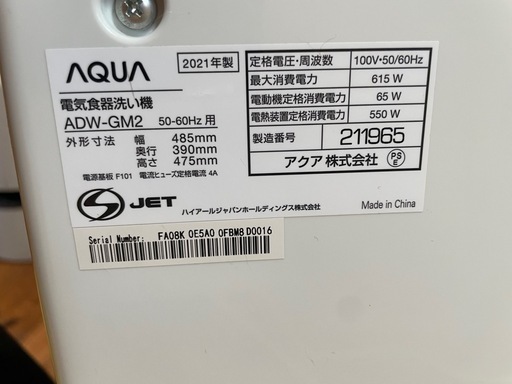 AQUA
2021年製
電気食器洗い機
ADW-GM2 50-60Hz 用
外形寸法 幅 485mm
奥行 390mm
高さ 475mm
電源基板 F101 電流ヒューズ定格電流 4A
S JET
ハイアールジャパンホールディングス株式会社
定格電圧・周波数 100V・50/60Hz
最大消費電力 615 W
電動機定格消費電力 65 W
電熱装置定格消費電力 550 W
製造番号 211965
アクア株式会社
PS
E
Made in China
Serial Number: FA08K 0E5A0 0FBM8 D0016